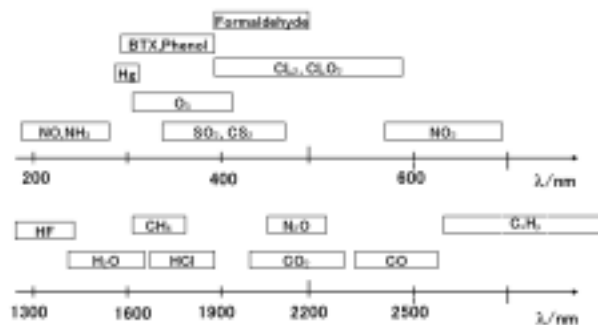 Formaldehyde
BTX,Phenol
Hg
CL₂, CLO₂
O₃
NO,NH₃ SO₂, CS₂ NO₂
200 400 600 λ/nm
HF CH₄ N₂O
H₂O HCl CO₂ CO
1300 1600 1900 2200 2500 λ/nm